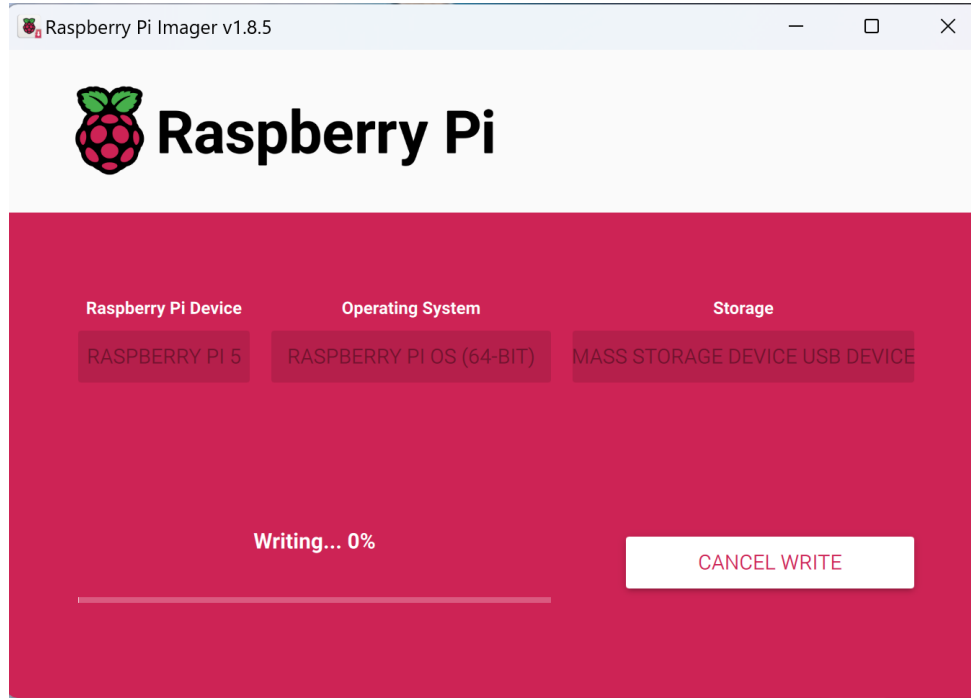 Raspberry Pi Imager v1.8.5
Raspberry Pi
Raspberry Pi Device
Operating System
Storage
RASPBERRY PI 5
RASPBERRY PI OS (64-BIT)
MASS STORAGE DEVICE USB DEVICE
Writing... 0%
CANCEL WRITE